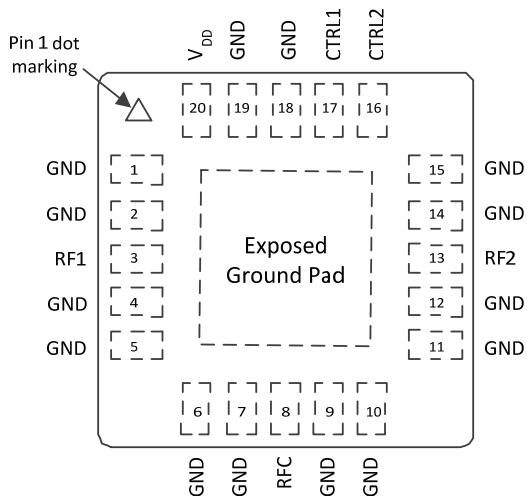 Pin 1 dot
marking
VDD
GND
GND
CTRL1
CTRL2
20
19
18
17
16
GND
1
15
GND
GND
2
14
GND
RF1
3
13
RF2
GND
4
12
GND
GND
5
11
GND
Exposed
Ground Pad
6
7
8
9
10
GND
GND
RFC
GND
GND